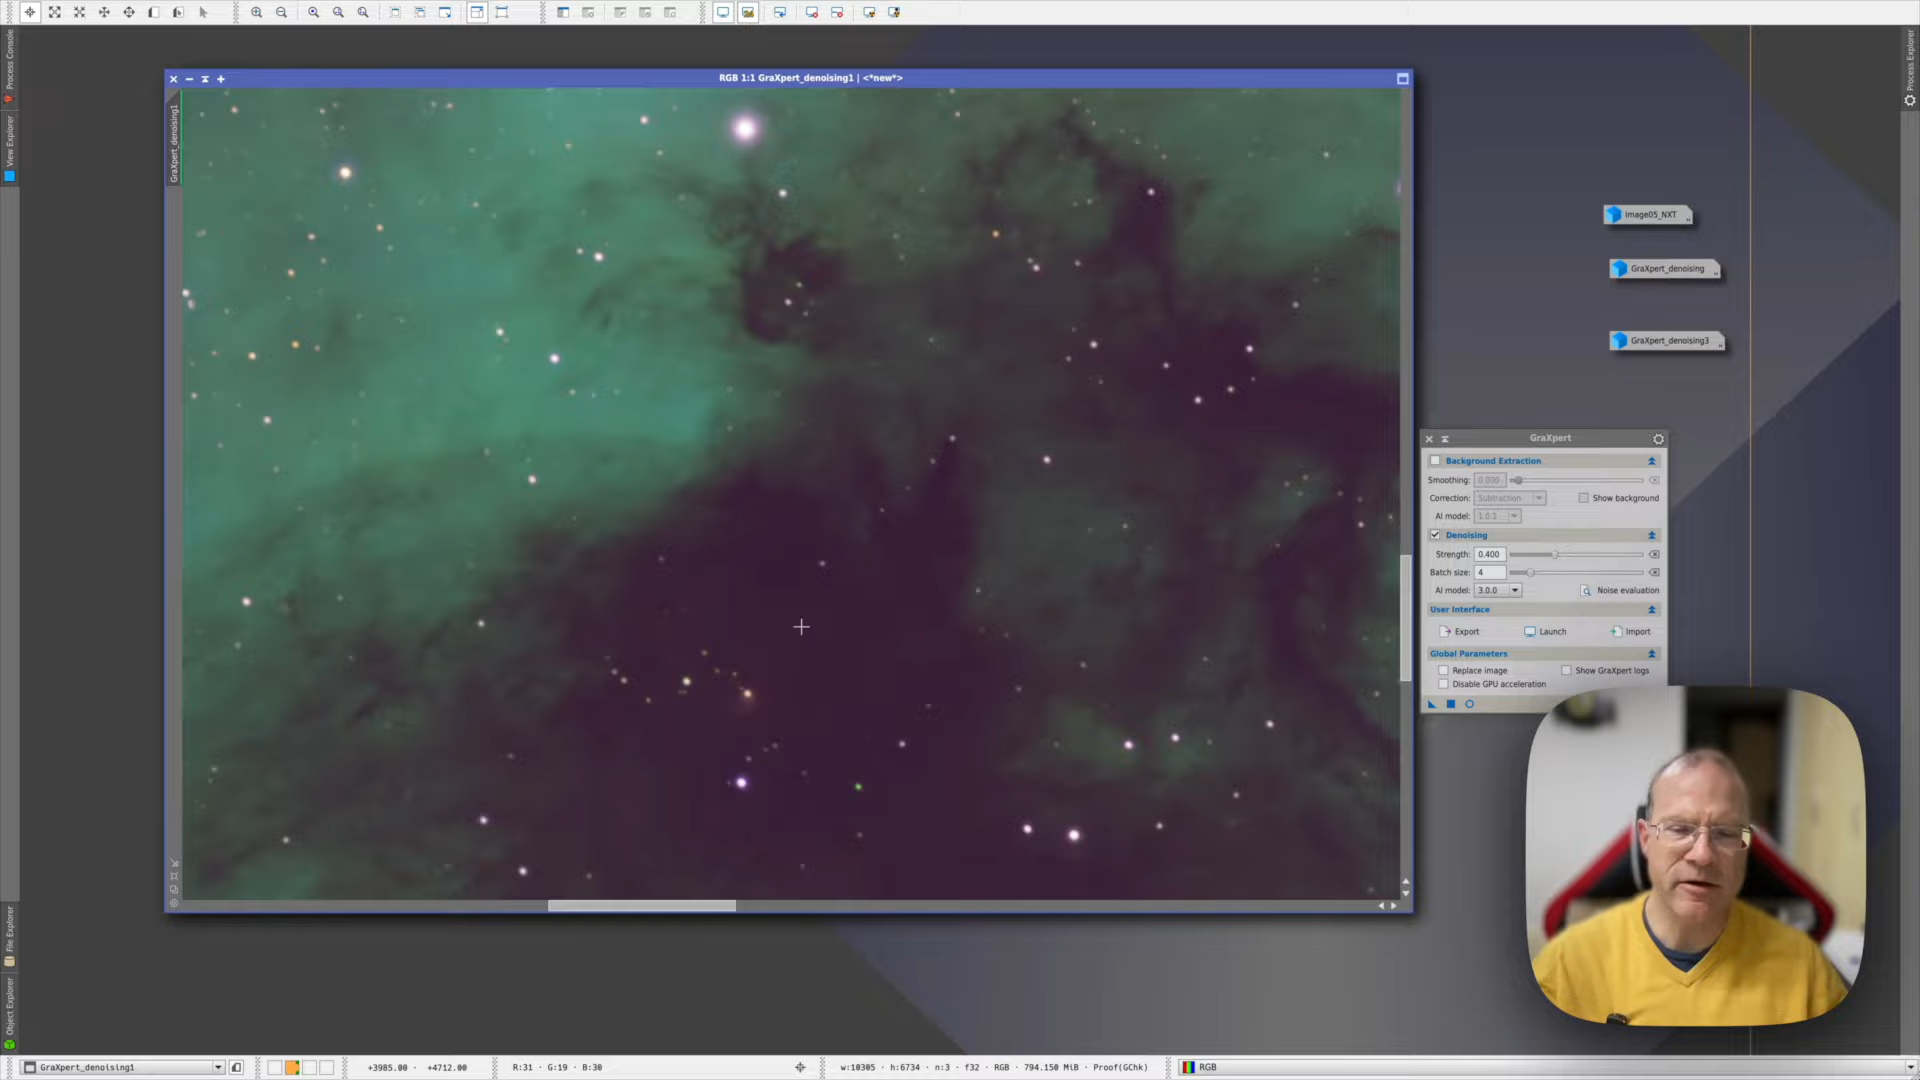 Process Console
View Explorer
File Explorer
Object Explorer
Process Explorer
RGB 1:1 GraXpert_denoising1 | <*new*>
GraXpert_denoising1
Image05_NXT
GraXpert_denoising
GraXpert_denoising3
GraXpert
Background Extraction
Smoothing: 0.000
Correction: Subtraction Show background
AI model: 1.0.1
Denoising
Strength: 0.400
Batch size: 4
AI model: 3.0.0 Noise evaluation
User Interface
Export Launch Import
Global Parameters
Replace image Show GraXpert logs
Disable GPU acceleration
GraXpert_denoising1 +3985.00 · +4712.00 R:31 · G:19 · B:30 w:10305 · h:6734 · n:3 · f32 · RGB · 794.150 MiB · Proof(GChk) RGB